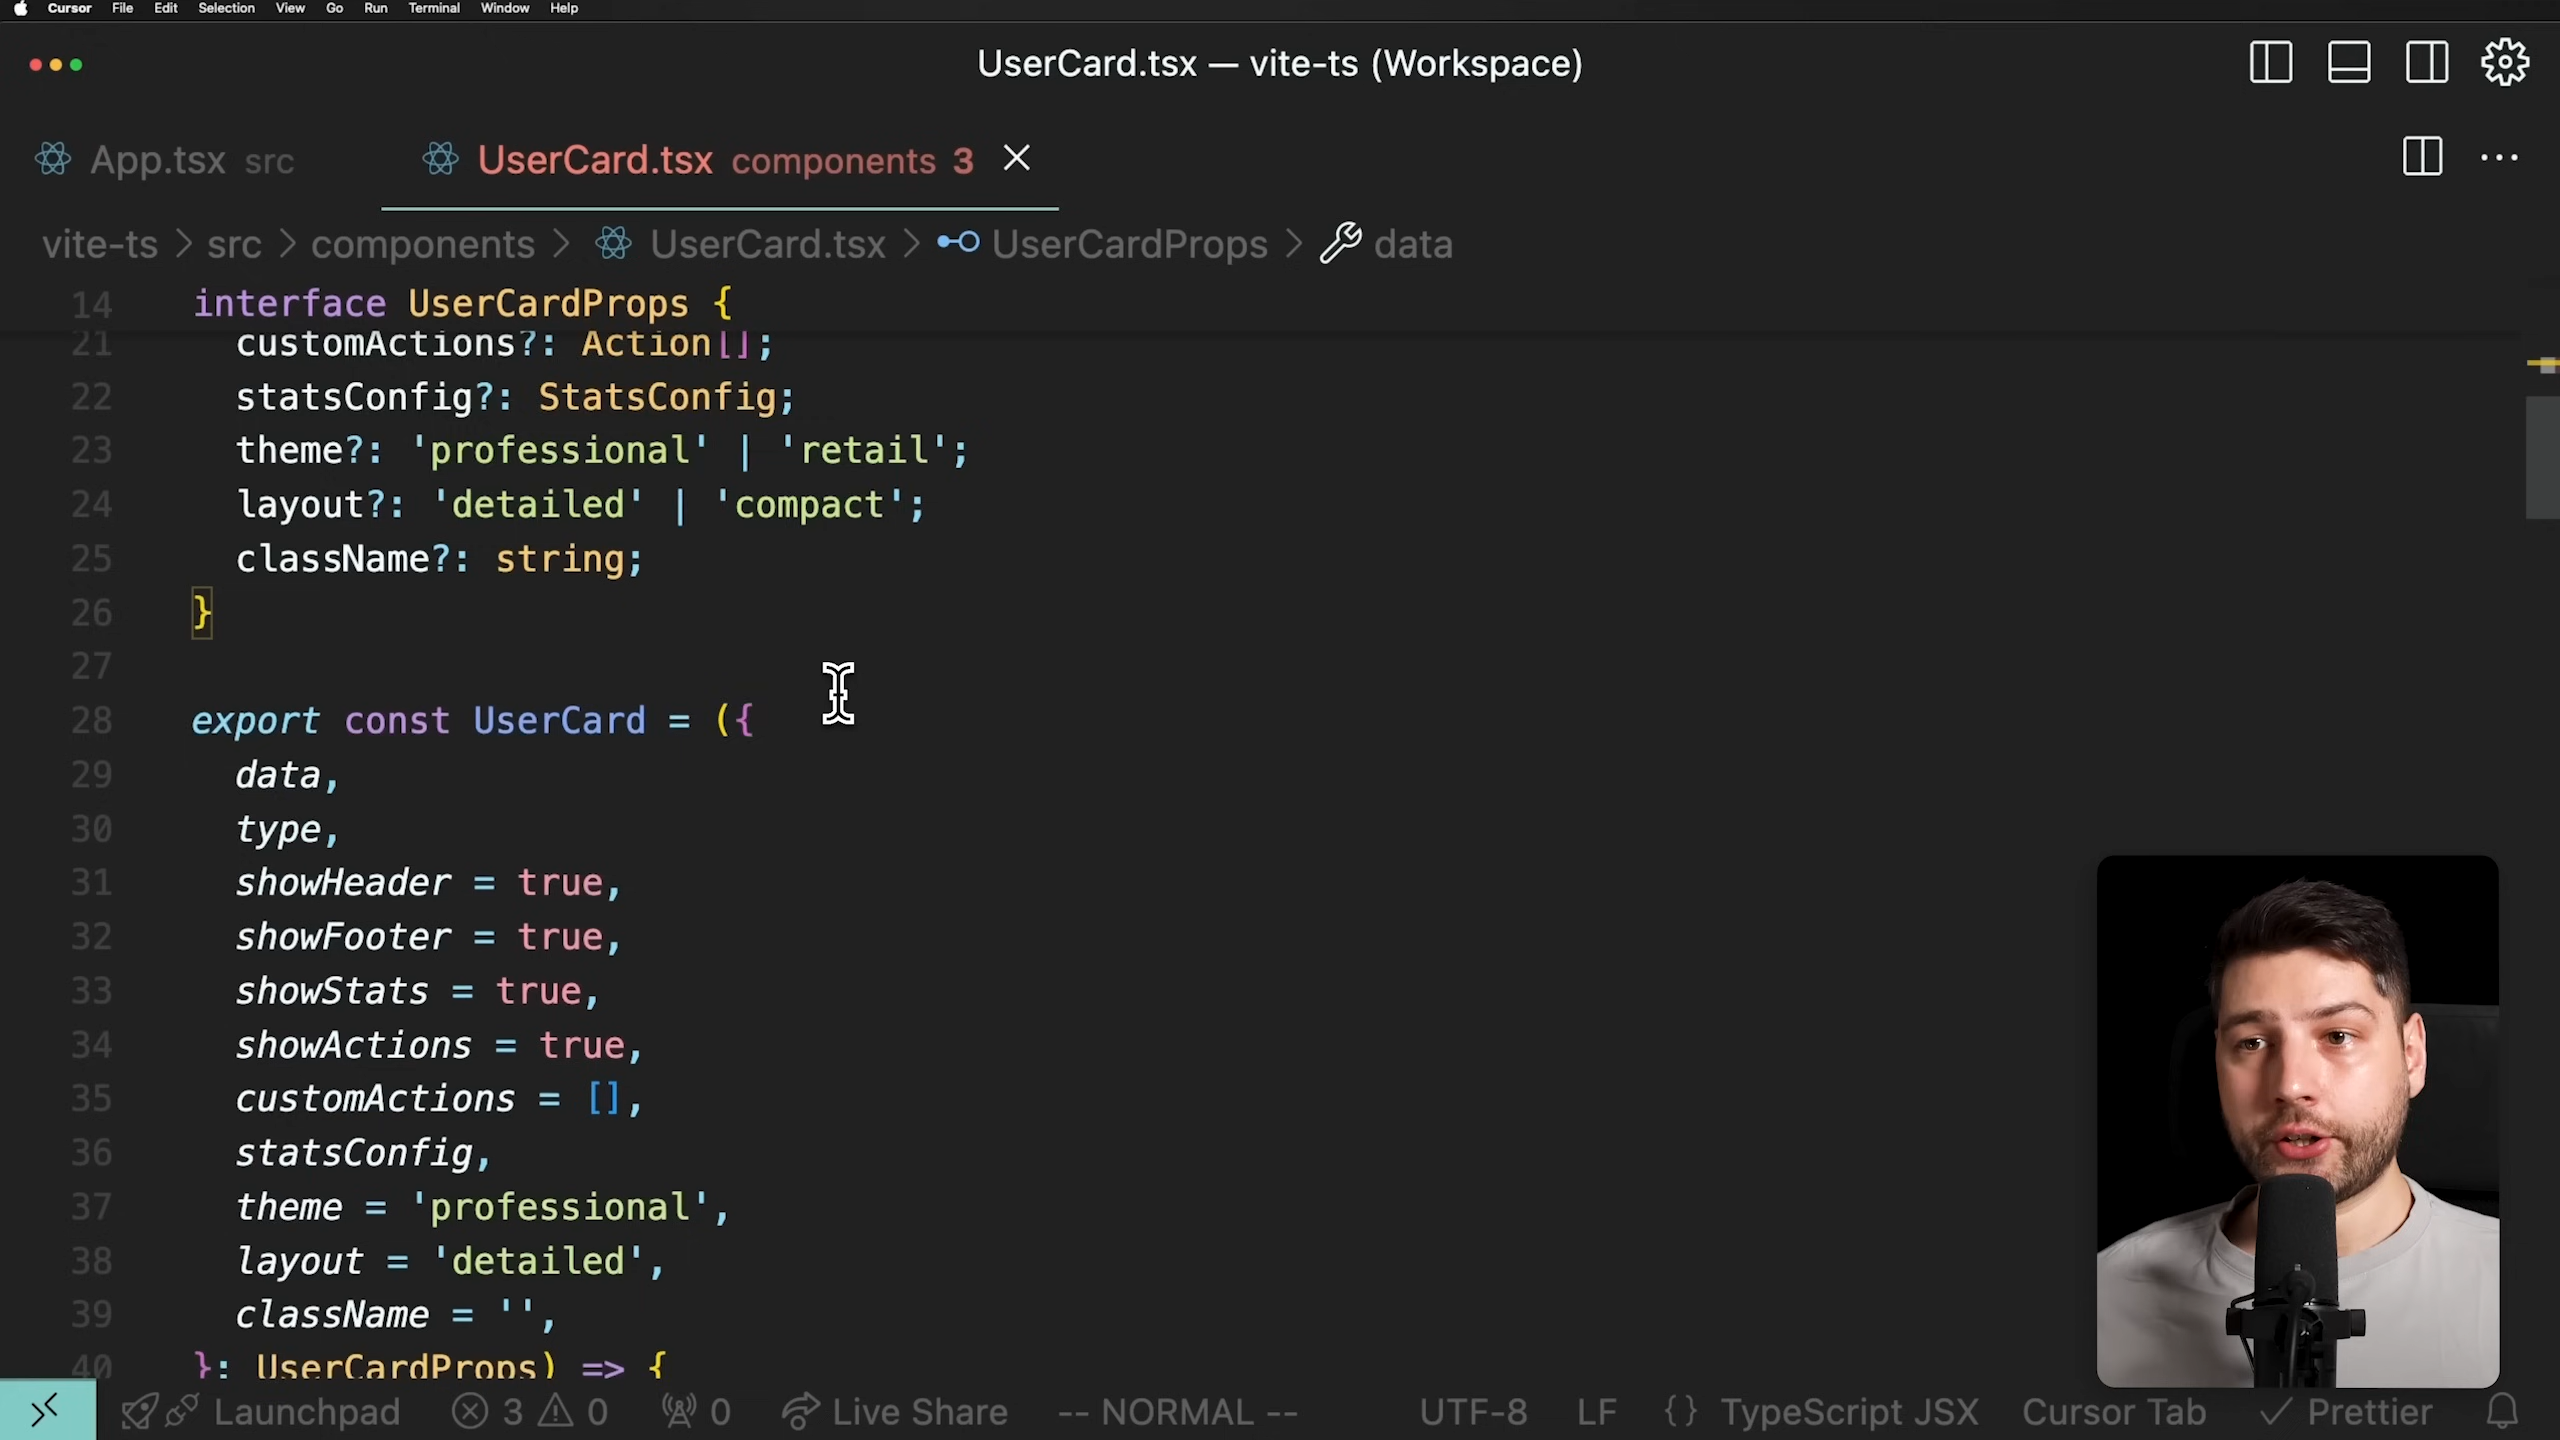 Cursor File Edit Selection View Go Run Terminal Window Help
UserCard.tsx — vite-ts (Workspace)
App.tsx src UserCard.tsx components 3
vite-ts > src > components > UserCard.tsx > UserCardProps > data
14 interface UserCardProps {
21 customActions?: Action[];
22 statsConfig?: StatsConfig;
23 theme?: 'professional' | 'retail';
24 layout?: 'detailed' | 'compact';
25 className?: string;
26 }
27
28 export const UserCard = ({
29 data,
30 type,
31 showHeader = true,
32 showFooter = true,
33 showStats = true,
34 showActions = true,
35 customActions = [],
36 statsConfig,
37 theme = 'professional',
38 layout = 'detailed',
39 className = '',
40 }: UserCardProps) => {
Launchpad 3 0 0 Live Share -- NORMAL -- UTF-8 LF {} TypeScript JSX Cursor Tab Prettier